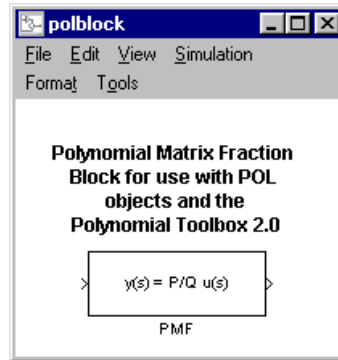 polblock
File Edit View Simulation
Format Tools
Polynomial Matrix Fraction
Block for use with POL
objects and the
Polynomial Toolbox 2.0
y(s) = P/Q u(s)
PMF